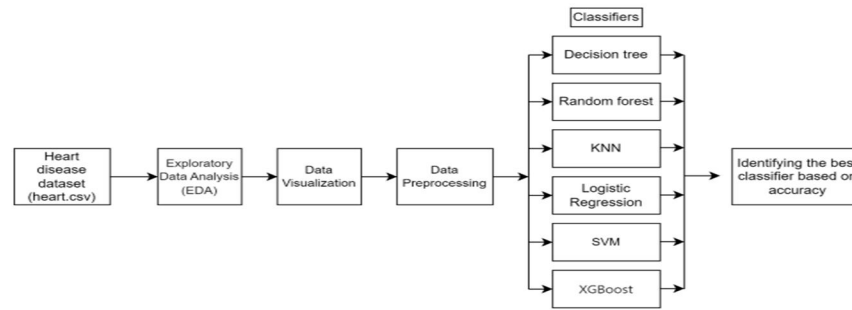 Classifiers
Decision tree
Random forest
KNN
Logistic
Regression
SVM
XGBoost
Heart
disease
dataset
(heart.csv)
Exploratory
Data Analysis
(EDA)
Data
Visualization
Data
Preprocessing
Identifying the bes
classifier based or
accuracy